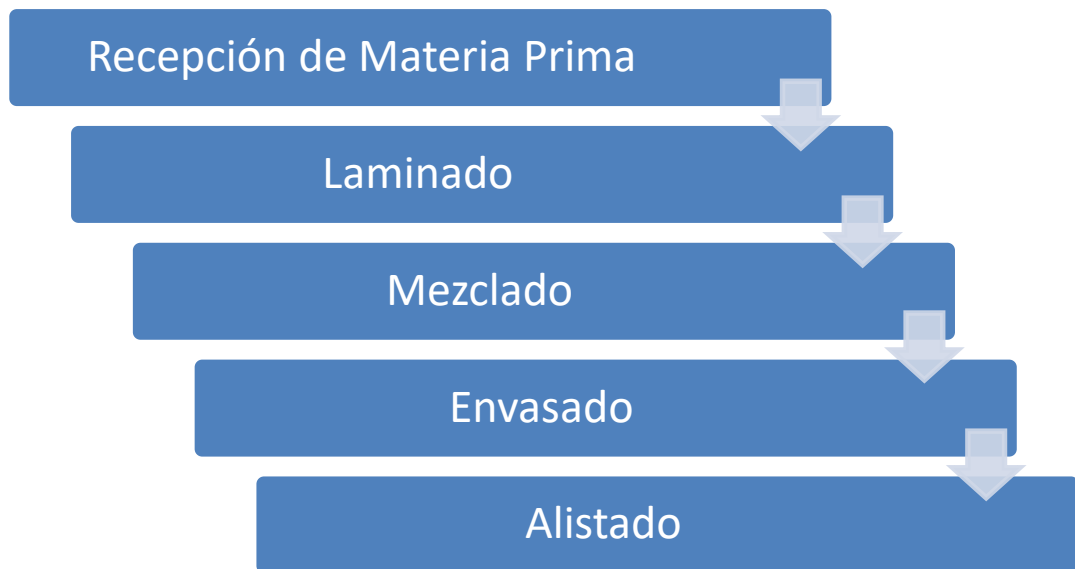 Recepción de Materia Prima
Laminado
Mezclado
Envasado
Alistado